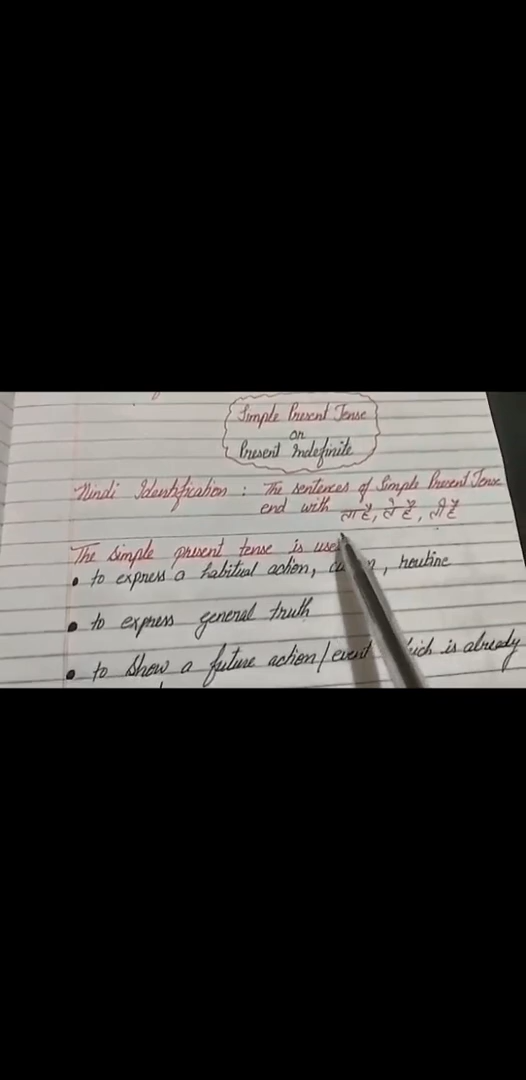 Simple Present Tense
or
Present Indefinite
Hindi Identification : The sentences of Simple Present Tense
end with ता है, ते हैं, ती है
The simple present tense is used
• to express a habitual action, routine
• to express general truth
• to show a future action/event which is already